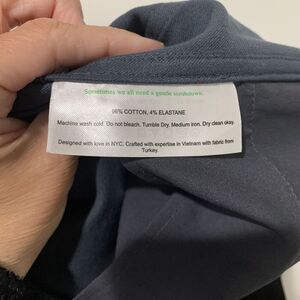 Sometimes we all need a gentle rubdown.
96% COTTON, 4% ELASTANE
Machine wash cold. Do not bleach. Tumble Dry. Medium iron. Dry clean okay.
Designed with love in NYC. Crafted with expertise in Vietnam with fabric from
Turkey.